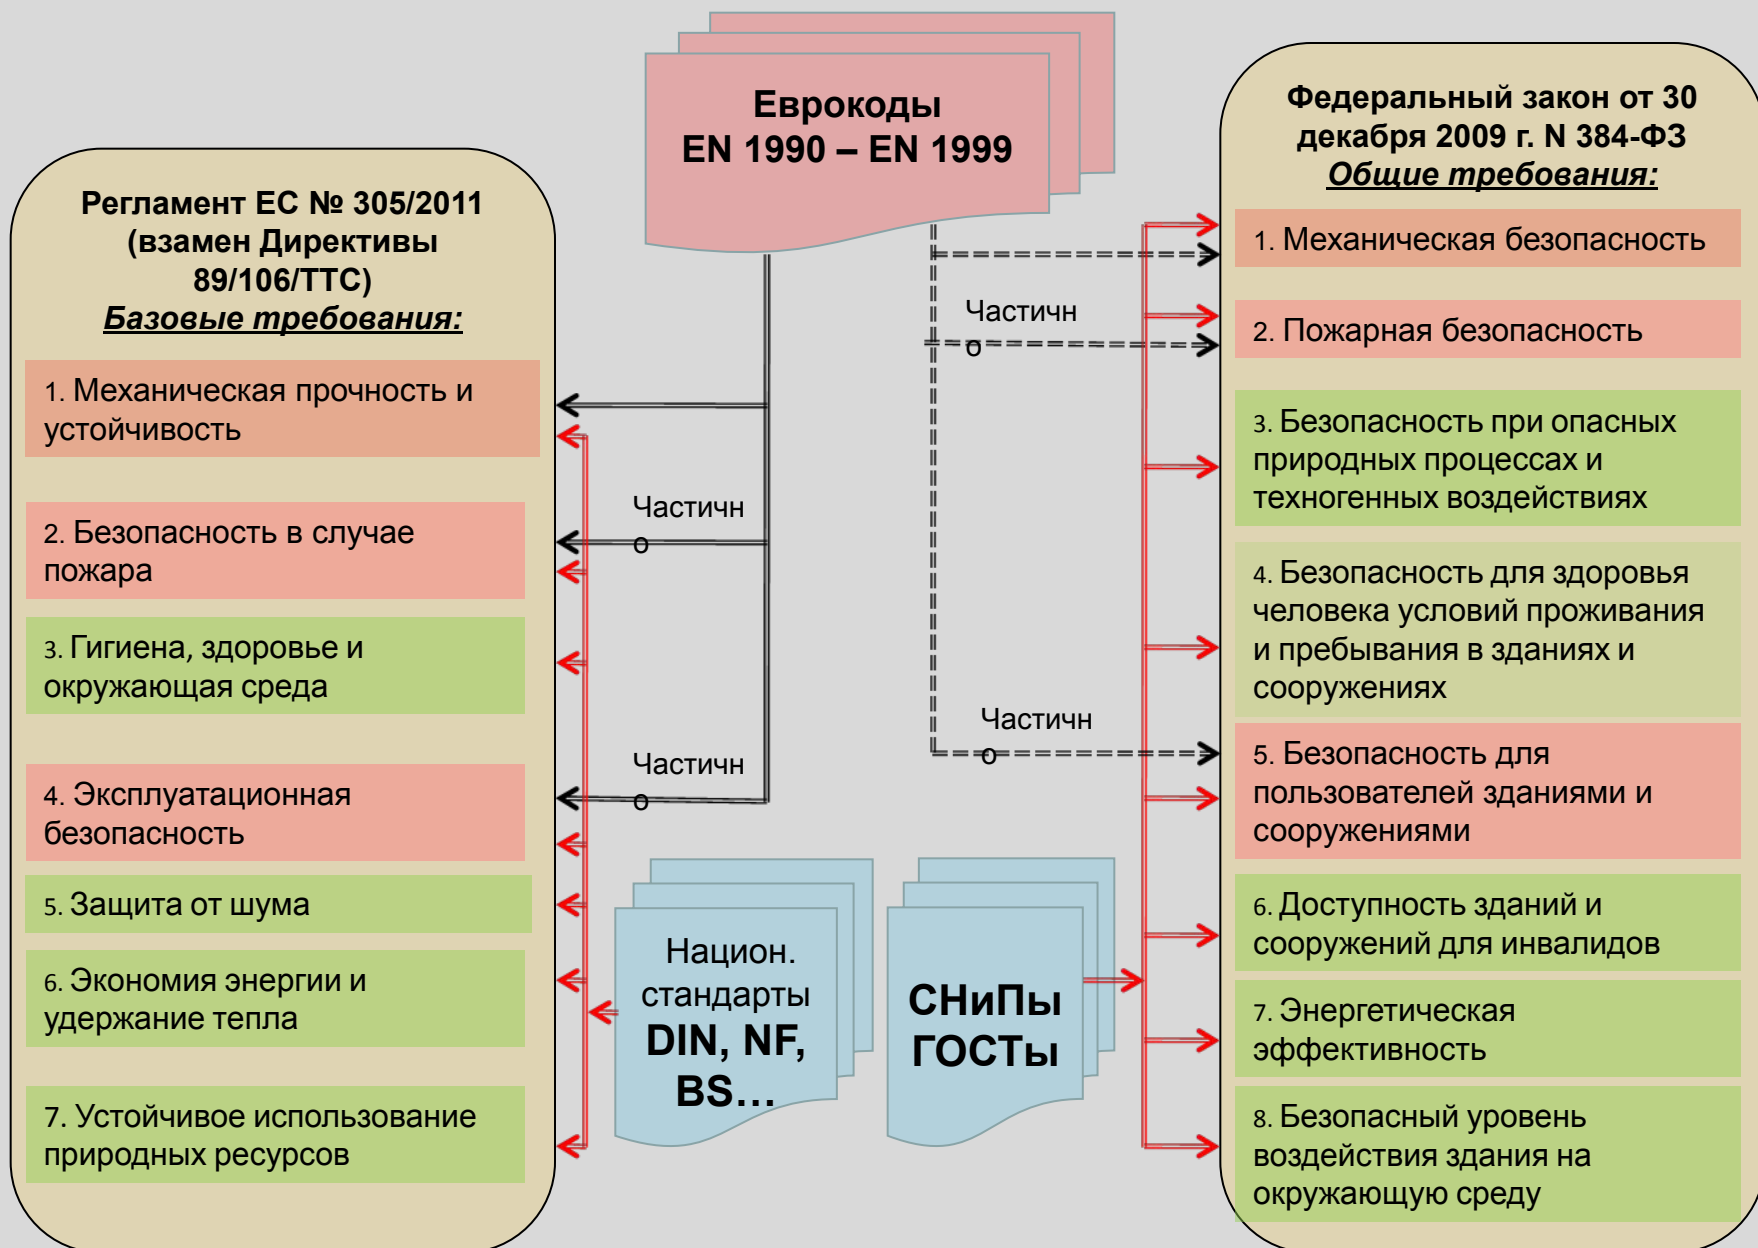 Еврокоды
EN 1990 – EN 1999
Регламент ЕС № 305/2011
(взамен Директивы
89/106/ТТС)
Базовые требования:
1. Механическая прочность и
устойчивость
2. Безопасность в случае
пожара
3. Гигиена, здоровье и
окружающая среда
4. Эксплуатационная
безопасность
5. Защита от шума
6. Экономия энергии и
удержание тепла
7. Устойчивое использование
природных ресурсов
Частичн
о
Частичн
о
Национ.
стандарты
DIN, NF,
BS…
Частичн
о
Частичн
о
СНиПы
ГОСТы
Федеральный закон от 30
декабря 2009 г. N 384-ФЗ
Общие требования:
1. Механическая безопасность
2. Пожарная безопасность
3. Безопасность при опасных
природных процессах и
техногенных воздействиях
4. Безопасность для здоровья
человека условий проживания
и пребывания в зданиях и
сооружениях
5. Безопасность для
пользователей зданиями и
сооружениями
6. Доступность зданий и
сооружений для инвалидов
7. Энергетическая
эффективность
8. Безопасный уровень
воздействия здания на
окружающую среду